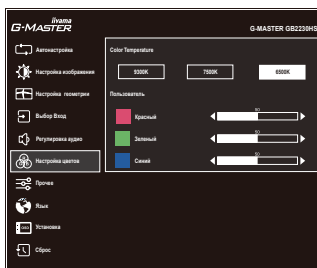 iiyama
G-MASTER
G-MASTER GB2230HS
Автонастройка
Color Temperature
Настройка изображения
9300K 7500K 6500K
Настройка геометрии
Пользователь
Выбор Вход
Красный 50
Регулировка аудио
Зеленый 50
Настройка цветов
Синий 50
Прочее
Язык
OSD Установка
Сброс